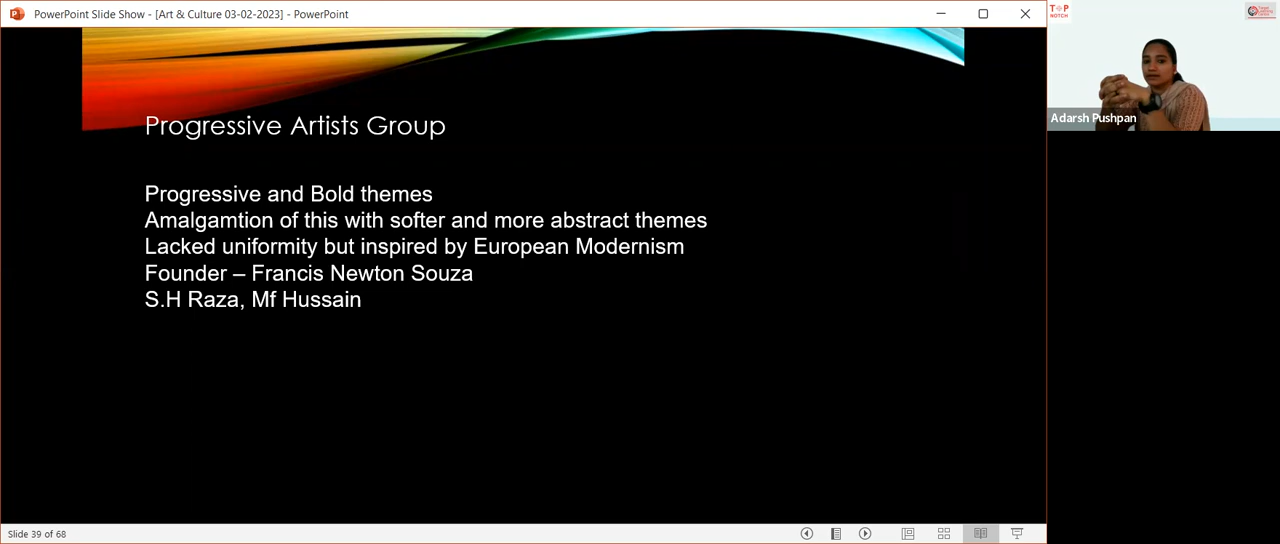 PowerPoint Slide Show - [Art & Culture 03-02-2023] - PowerPoint
T P
NOTCH
Adarsh Pushpan
Progressive Artists Group
Progressive and Bold themes
Amalgamtion of this with softer and more abstract themes
Lacked uniformity but inspired by European Modernism
Founder – Francis Newton Souza
S.H Raza, Mf Hussain
Slide 39 of 68